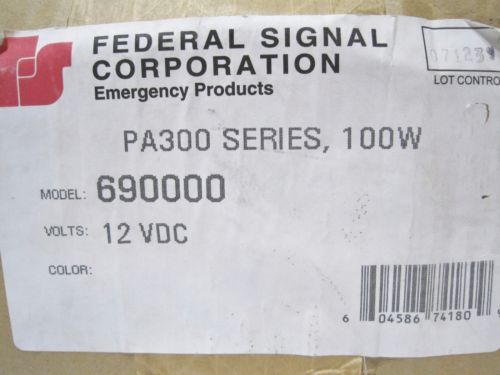 FEDERAL SIGNAL
CORPORATION
Emergency Products
LOT CONTRO
PA300 SERIES, 100W
MODEL: 690000
VOLTS: 12 VDC
COLOR:
6 04586 74180 9